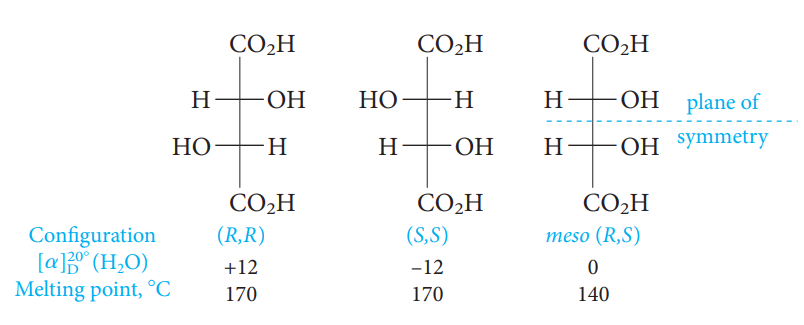 CO₂H CO₂H CO₂H
H OH HO H H OH plane of
symmetry
HO H H OH H OH
CO₂H CO₂H CO₂H
Configuration (R,R) (S,S) meso (R,S)
[α]20°D (H₂O) +12 −12 0
Melting point, °C 170 170 140